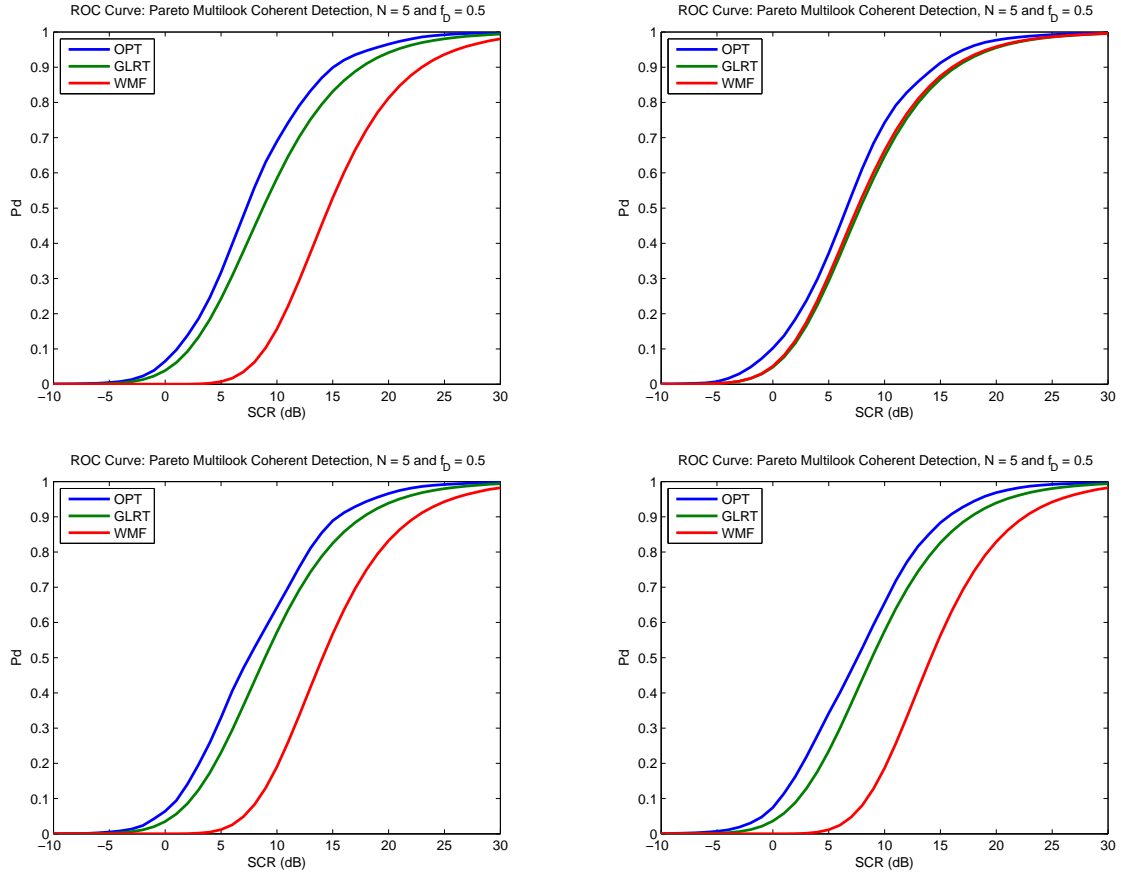 ROC Curve: Pareto Multilook Coherent Detection, N = 5 and f_D = 0.5
1
0.9
0.8
0.7
0.6
0.5
0.4
0.3
0.2
0.1
0
Pd
OPT
GLRT
WMF
−10 −5 0 5 10 15 20 25 30
SCR (dB)
ROC Curve: Pareto Multilook Coherent Detection, N = 5 and f_D = 0.5
1
0.9
0.8
0.7
0.6
0.5
0.4
0.3
0.2
0.1
0
Pd
OPT
GLRT
WMF
−10 −5 0 5 10 15 20 25 30
SCR (dB)
ROC Curve: Pareto Multilook Coherent Detection, N = 5 and f_D = 0.5
1
0.9
0.8
0.7
0.6
0.5
0.4
0.3
0.2
0.1
0
Pd
OPT
GLRT
WMF
−10 −5 0 5 10 15 20 25 30
SCR (dB)
ROC Curve: Pareto Multilook Coherent Detection, N = 5 and f_D = 0.5
1
0.9
0.8
0.7
0.6
0.5
0.4
0.3
0.2
0.1
0
Pd
OPT
GLRT
WMF
−10 −5 0 5 10 15 20 25 30
SCR (dB)